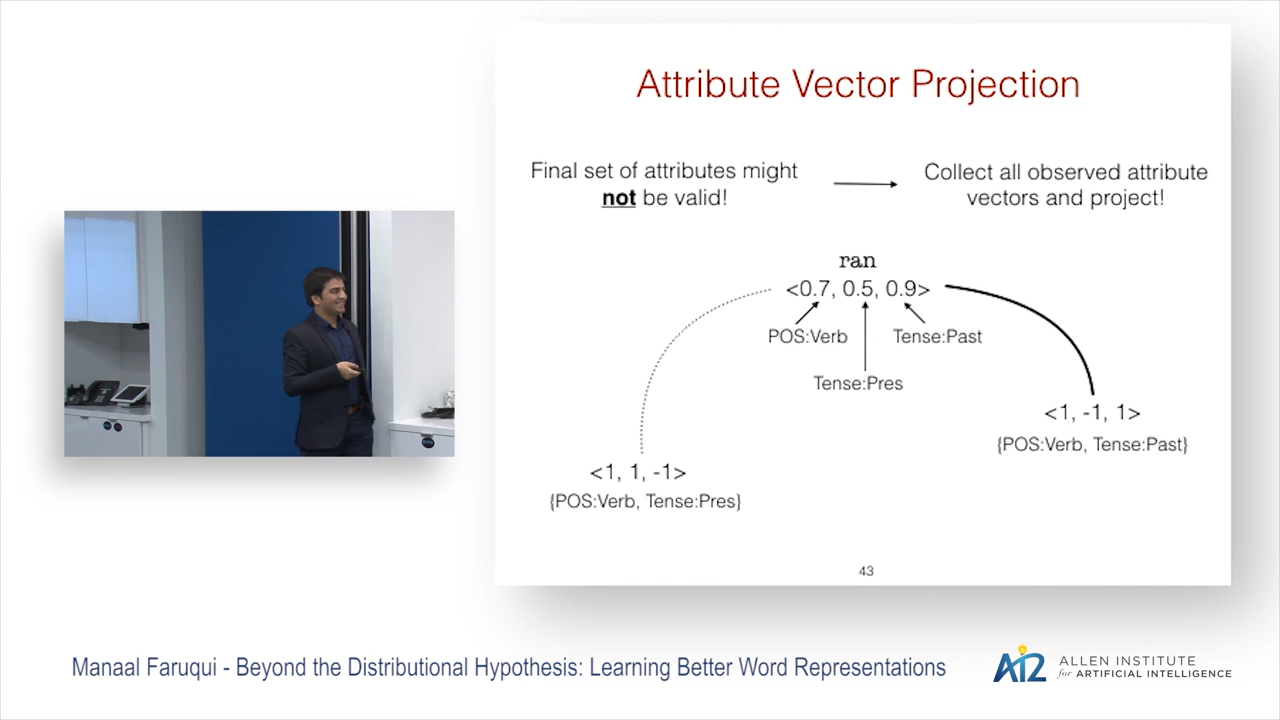 Attribute Vector Projection
Final set of attributes might
not be valid!
Collect all observed attribute
vectors and project!
ran
<0.7, 0.5, 0.9>
POS:Verb
Tense:Past
Tense:Pres
<1, -1, 1>
{POS:Verb, Tense:Past}
<1, 1, -1>
{POS:Verb, Tense:Pres}
43
Manaal Faruqui - Beyond the Distributional Hypothesis: Learning Better Word Representations
AI2
ALLEN INSTITUTE
for ARTIFICIAL INTELLIGENCE